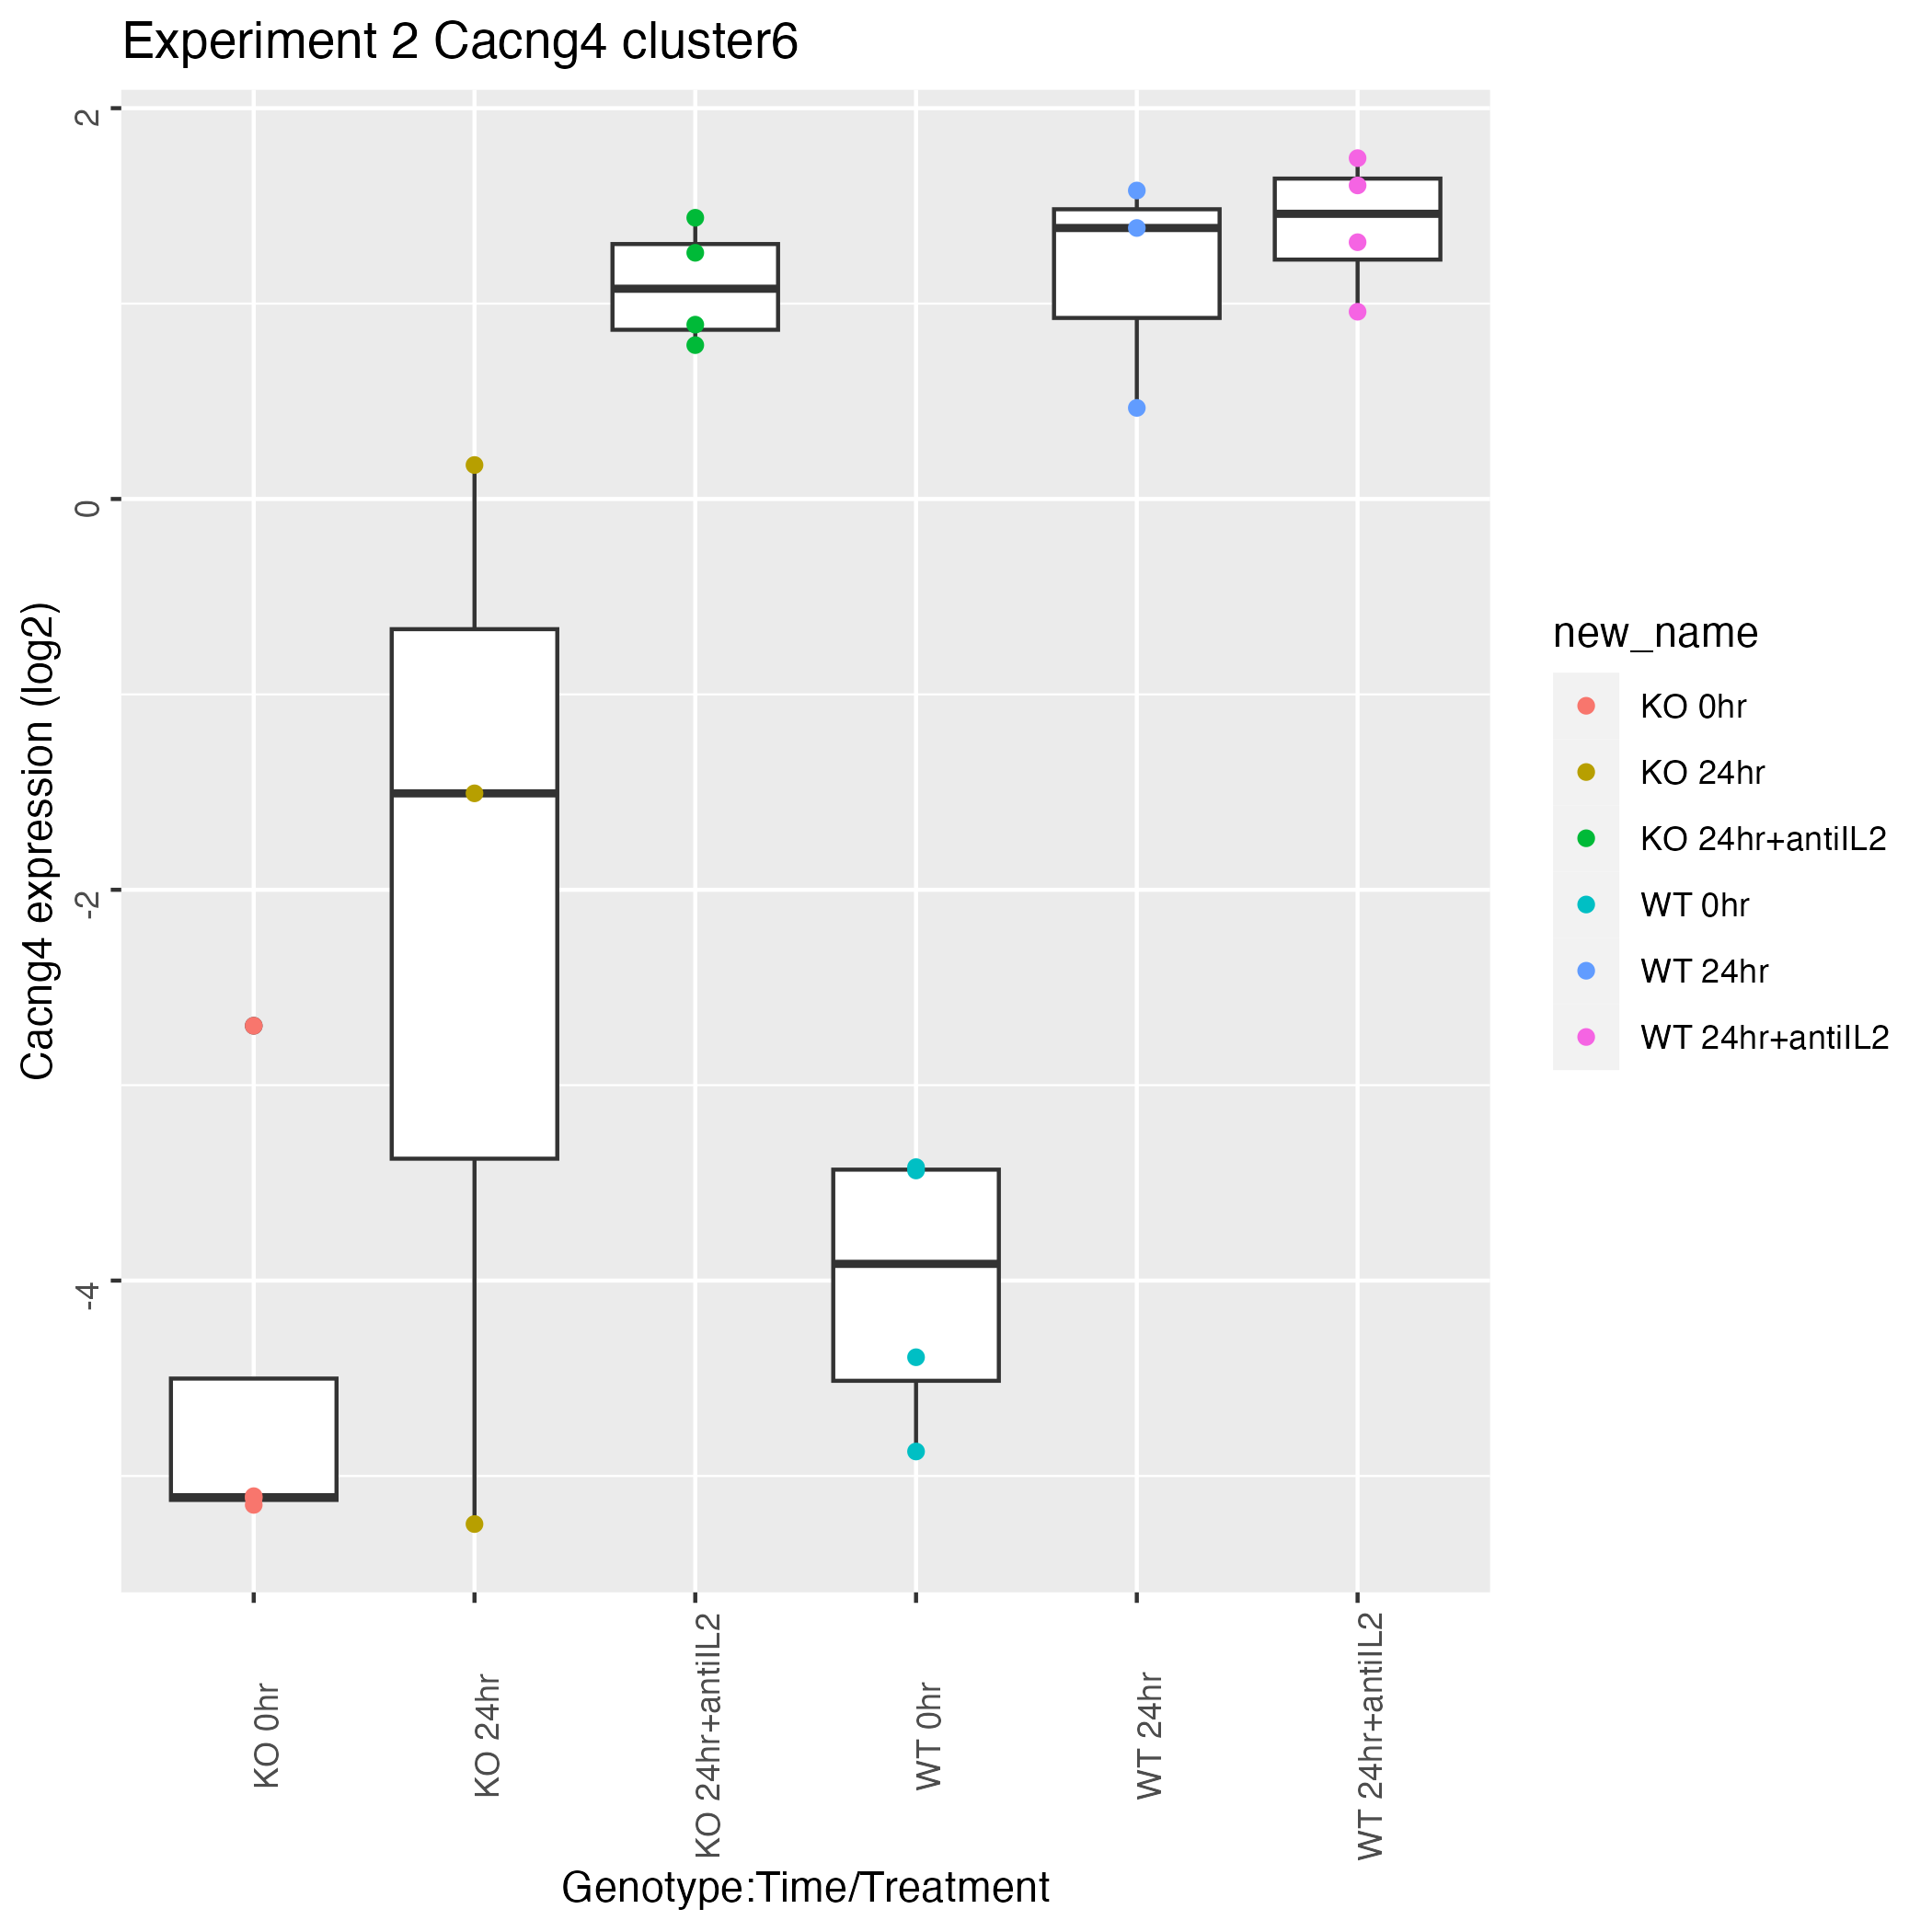 Experiment 2 Cacng4 cluster6
2
0
-2
-4
Cacng4 expression (log2)
KO 0hr
KO 24hr
KO 24hr+antiIL2
WT 0hr
WT 24hr
WT 24hr+antiIL2
Genotype:Time/Treatment
new_name
KO 0hr
KO 24hr
KO 24hr+antiIL2
WT 0hr
WT 24hr
WT 24hr+antiIL2